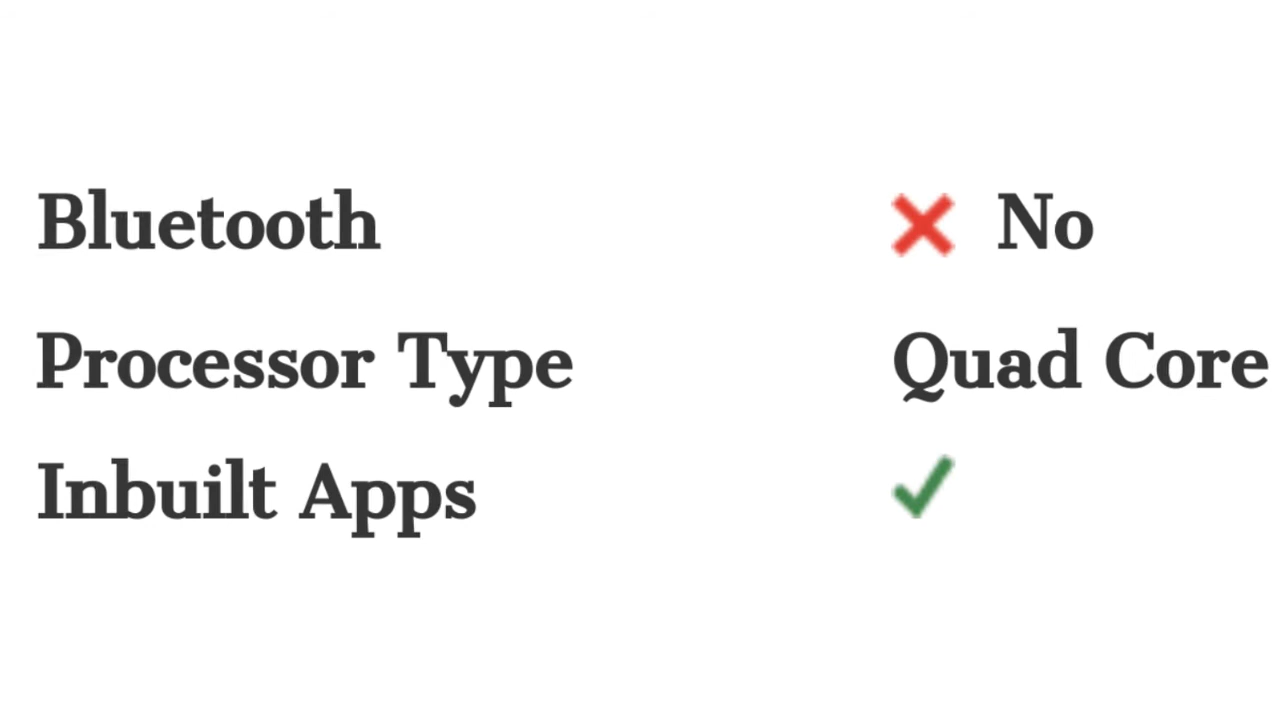 Bluetooth ❌ No
Processor Type Quad Core
Inbuilt Apps ✔